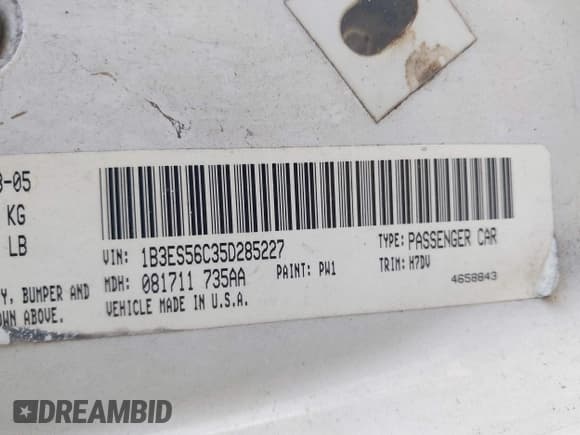 -05
KG
LB
VIN: 1B3ES56C35D285227
TYPE: PASSENGER CAR
MDH: 081711 735AA
PAINT: PW1
TRIM: H7DV
Y, BUMPER AND
VEHICLE MADE IN U.S.A.
4658843
OWN ABOVE.
DREAMBID